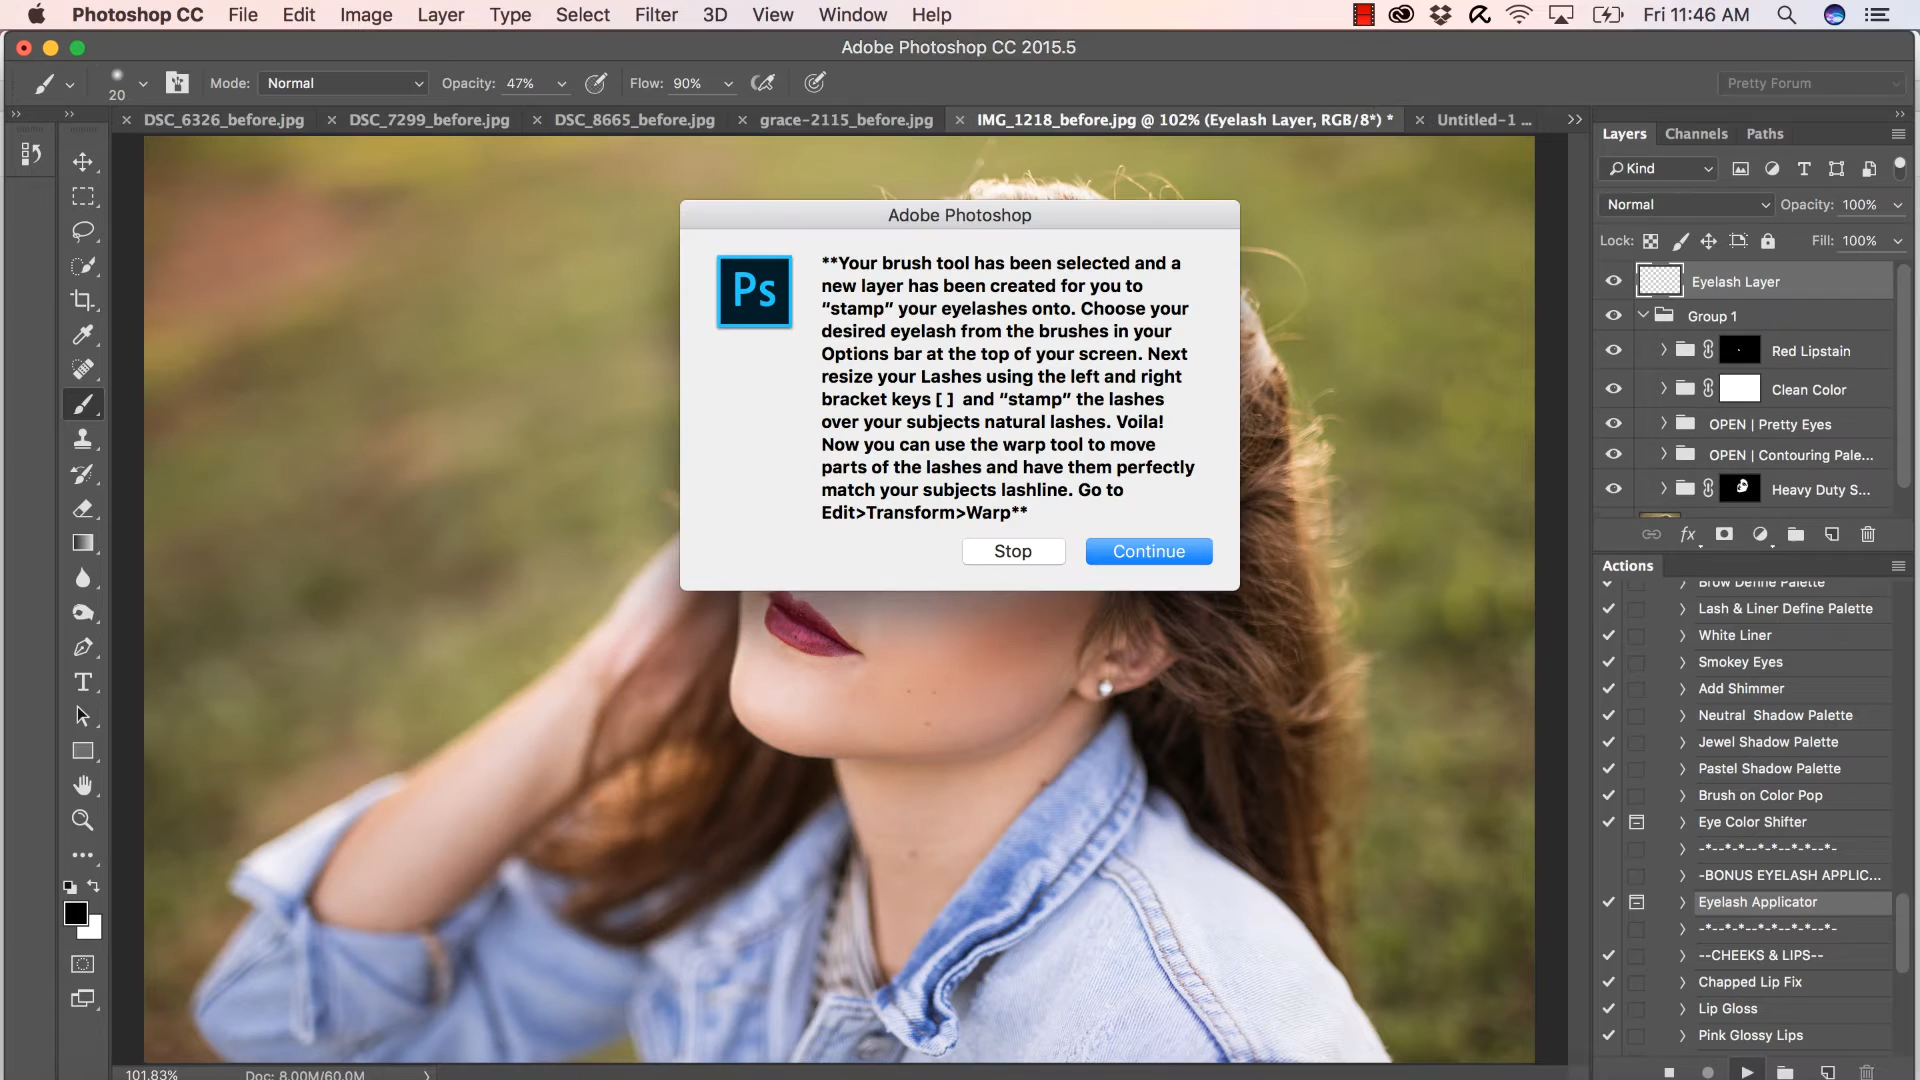 Photoshop CC File Edit Image Layer Type Select Filter 3D View Window Help Fri 11:46 AM
Adobe Photoshop CC 2015.5
20 Mode: Normal Opacity: 47% Flow: 90% Pretty Forum
DSC_6326_before.jpg DSC_7299_before.jpg DSC_8665_before.jpg grace-2115_before.jpg IMG_1218_before.jpg @ 102% (Eyelash Layer, RGB/8*) * Untitled-1 ...
Adobe Photoshop
Ps
**Your brush tool has been selected and a
new layer has been created for you to
“stamp” your eyelashes onto. Choose your
desired eyelash from the brushes in your
Options bar at the top of your screen. Next
resize your Lashes using the left and right
bracket keys [ ]  and “stamp” the lashes
over your subjects natural lashes. Voila!
Now you can use the warp tool to move
parts of the lashes and have them perfectly
match your subjects lashline. Go to
Edit>Transform>Warp**
Stop Continue
Layers Channels Paths
Kind
Normal Opacity: 100%
Lock: Fill: 100%
Eyelash Layer
Group 1
Red Lipstain
Clean Color
OPEN | Pretty Eyes
OPEN | Contouring Pale...
Heavy Duty S...
fx
Actions
Brow Define Palette
Lash & Liner Define Palette
White Liner
Smokey Eyes
Add Shimmer
Neutral  Shadow Palette
Jewel Shadow Palette
Pastel Shadow Palette
Brush on Color Pop
Eye Color Shifter
-*--*-*--*-*--*-*--*-
-BONUS EYELASH APPLIC...
Eyelash Applicator
-*--*-*--*-*--*-*--*-
--CHEEKS & LIPS--
Chapped Lip Fix
Lip Gloss
Pink Glossy Lips
101.83% Doc: 8.00M/60.0M